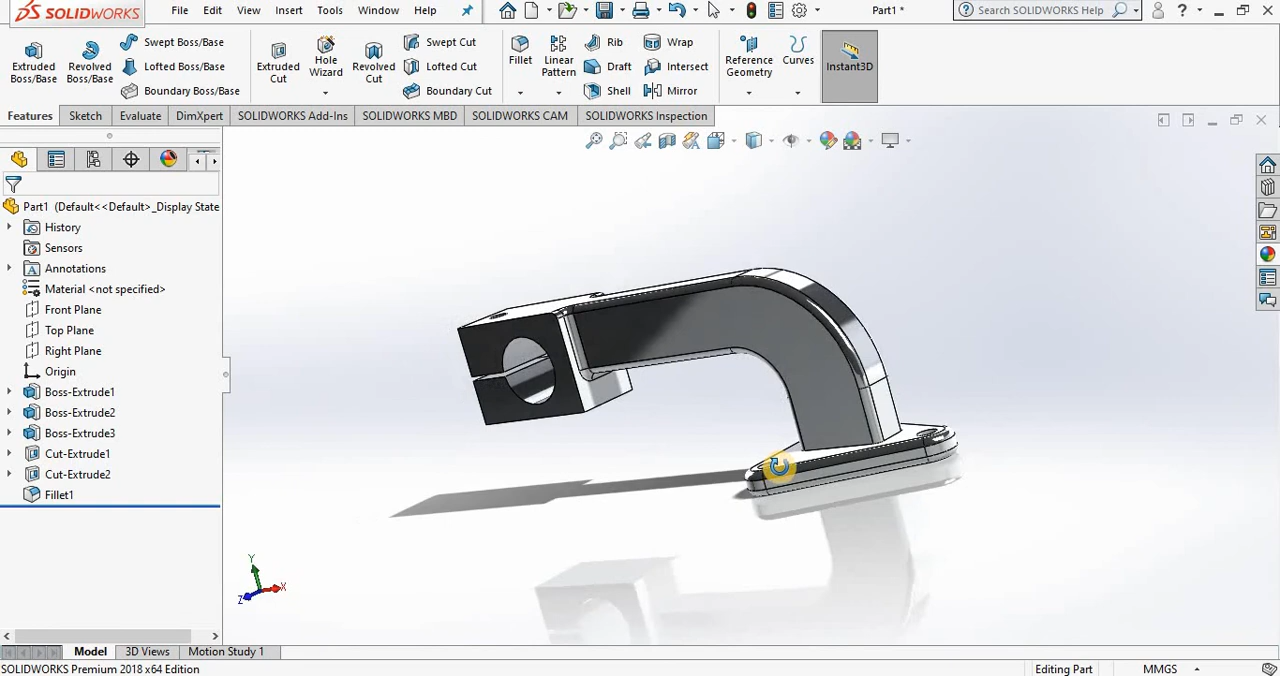 SOLIDWORKS File Edit View Insert Tools Window Help Part1 * Search SOLIDWORKS Help ?
Extruded Boss/Base
Revolved Boss/Base
Swept Boss/Base
Lofted Boss/Base
Boundary Boss/Base
Extruded Cut
Hole Wizard
Revolved Cut
Swept Cut
Lofted Cut
Boundary Cut
Fillet
Linear Pattern
Rib
Draft
Shell
Wrap
Intersect
Mirror
Reference Geometry
Curves
Instant3D
Features Sketch Evaluate DimXpert SOLIDWORKS Add-Ins SOLIDWORKS MBD SOLIDWORKS CAM SOLIDWORKS Inspection
Part1 (Default<<Default>_Display State
History
Sensors
A Annotations
Material <not specified>
Front Plane
Top Plane
Right Plane
Origin
Boss-Extrude1
Boss-Extrude2
Boss-Extrude3
Cut-Extrude1
Cut-Extrude2
Fillet1
Y
X
Z
Model 3D Views Motion Study 1
SOLIDWORKS Premium 2018 x64 Edition Editing Part MMGS